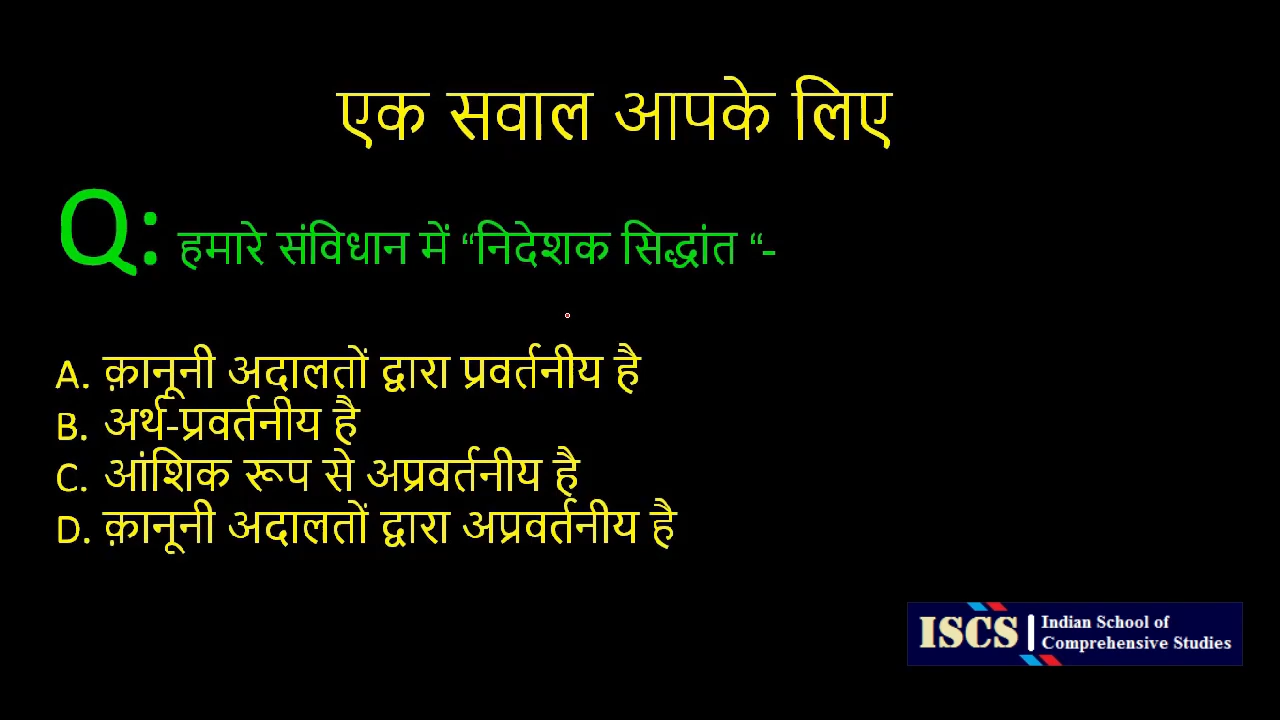 एक सवाल आपके लिए
Q: हमारे संविधान में “निदेशक सिद्धांत “-
A. क़ानूनी अदालतों द्वारा प्रवर्तनीय है
B. अर्थ-प्रवर्तनीय है
C. आंशिक रूप से अप्रवर्तनीय है
D. क़ानूनी अदालतों द्वारा अप्रवर्तनीय है
ISCS
Indian School of
Comprehensive Studies